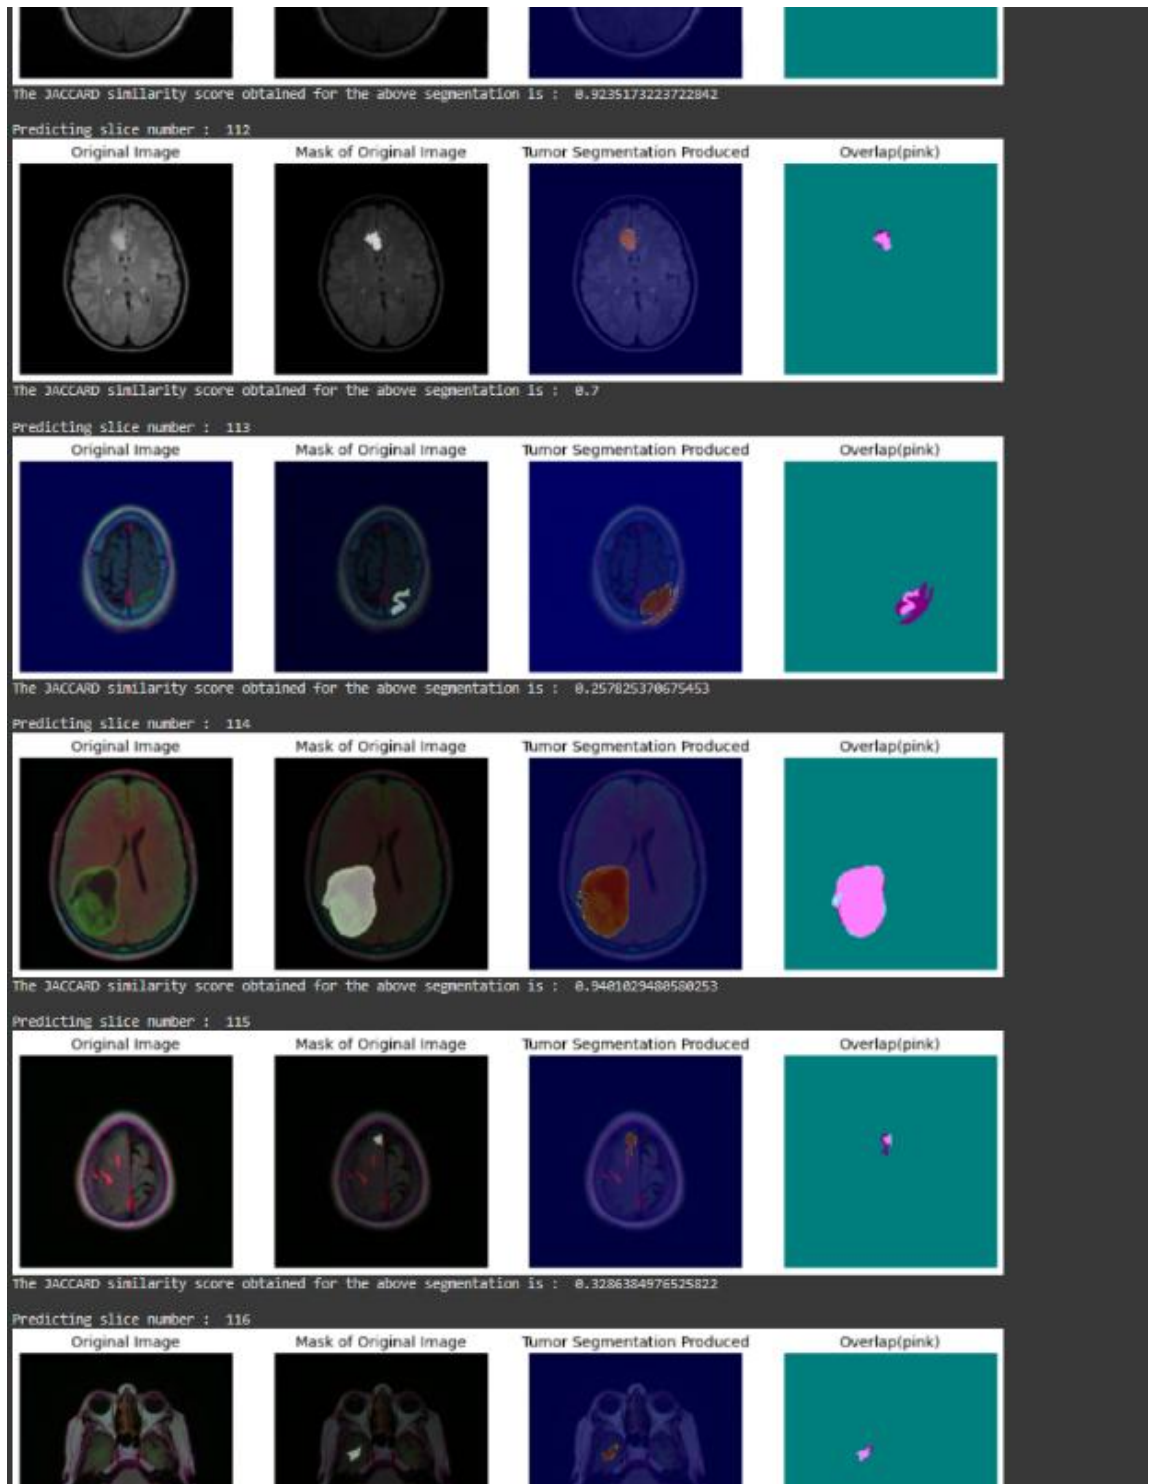 The JACCARD similarity score obtained for the above segmentation is :  0.9235173223722842
Predicting slice number :  112
Original Image Mask of Original Image Tumor Segmentation Produced Overlap(pink)
The JACCARD similarity score obtained for the above segmentation is :  0.7
Predicting slice number :  113
Original Image Mask of Original Image Tumor Segmentation Produced Overlap(pink)
The JACCARD similarity score obtained for the above segmentation is :  0.257825370675453
Predicting slice number :  114
Original Image Mask of Original Image Tumor Segmentation Produced Overlap(pink)
The JACCARD similarity score obtained for the above segmentation is :  0.9401029480580253
Predicting slice number :  115
Original Image Mask of Original Image Tumor Segmentation Produced Overlap(pink)
The JACCARD similarity score obtained for the above segmentation is :  0.3286384976525822
Predicting slice number :  116
Original Image Mask of Original Image Tumor Segmentation Produced Overlap(pink)